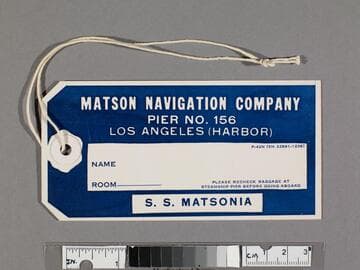 MATSON NAVIGATION COMPANY
PIER NO. 156
LOS ANGELES (HARBOR)
NAME
ROOM
PLEASE RECHECK BAGGAGE AT
STEAMSHIP PIER BEFORE GOING ABOARD
S. S. MATSONIA
IN.
1
CM
2
3